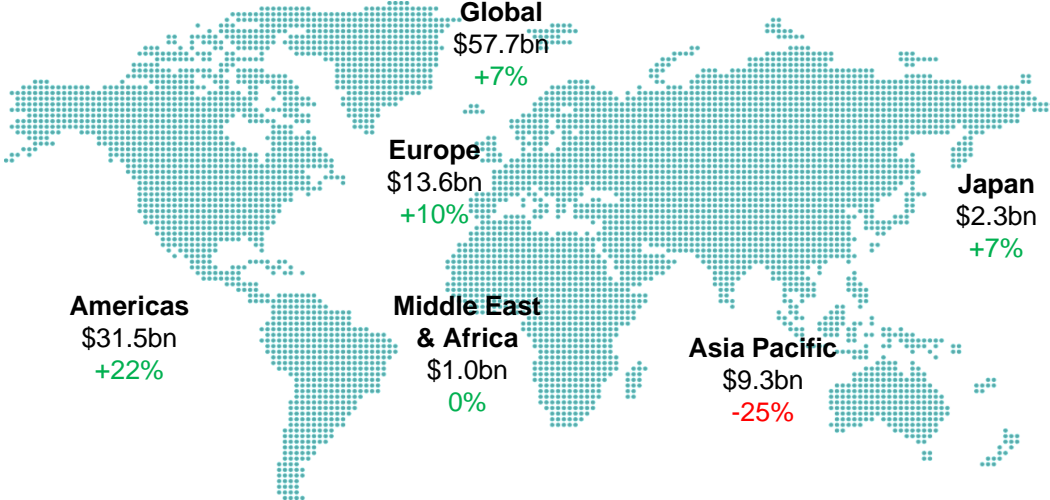 Global
$57.7bn
+7%
Europe
$13.6bn
+10%
Japan
$2.3bn
+7%
Americas
$31.5bn
+22%
Middle East
& Africa
$1.0bn
0%
Asia Pacific
$9.3bn
-25%